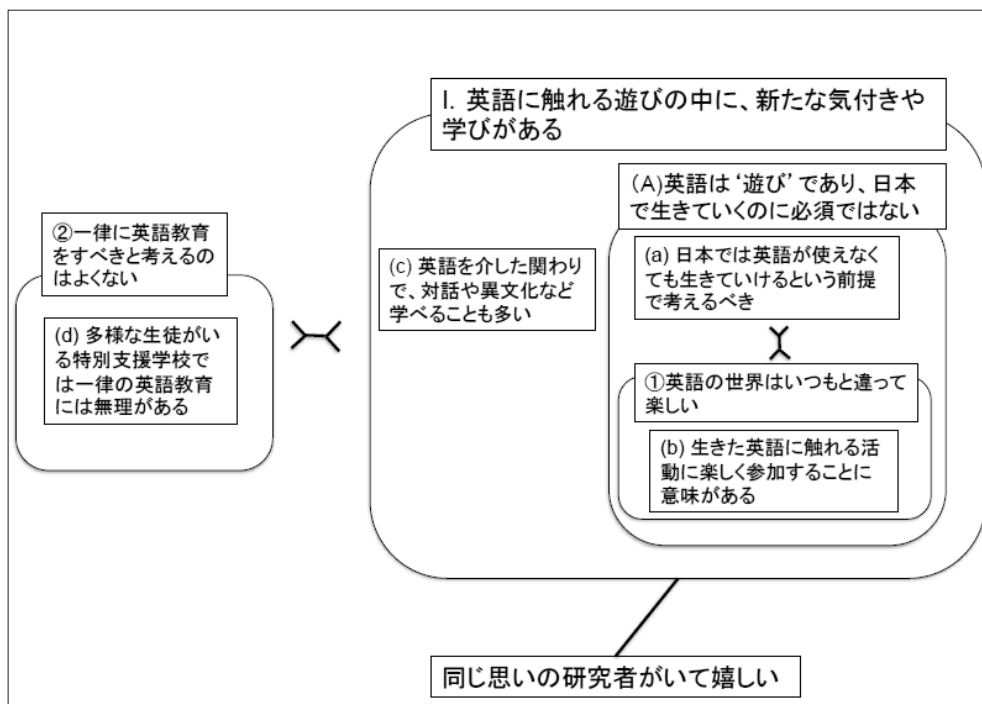 I. 英語に触れる遊びの中に、新たな気付きや
学びがある
(A)英語は‘遊び’であり、日本
で生きていくのに必須ではない
②一律に英語教育
をすべきと考えるの
はよくない
(a) 日本では英語が使えなく
ても生きていけるという前提
で考えるべき
(c) 英語を介した関わり
で、対話や異文化など
学べることも多い
(d) 多様な生徒がい
る特別支援学校で
は一律の英語教育
には無理がある
①英語の世界はいつもと違って
楽しい
(b) 生きた英語に触れる活
動に楽しく参加することに
意味がある
同じ思いの研究者がいて嬉しい